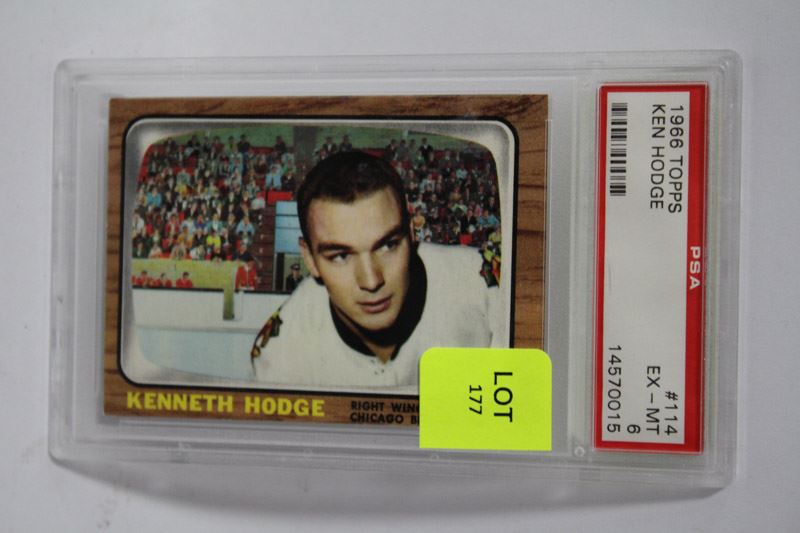 KENNETH HODGE
RIGHT WING
CHICAGO
LOT
177
1966 TOPPS
KEN HODGE
PSA
#114
EX - MT
6
14570015